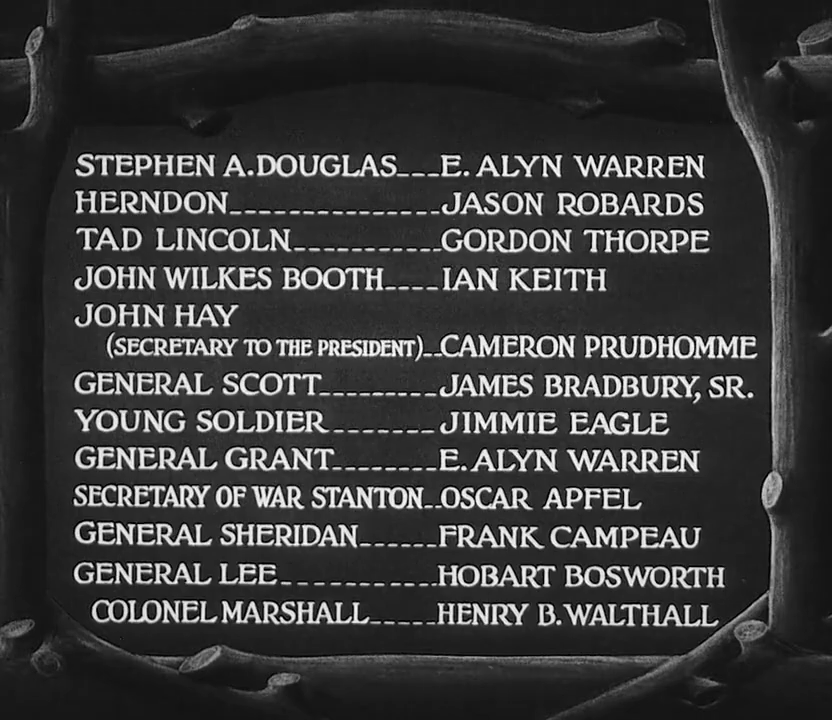 STEPHEN A. DOUGLAS___E. ALYN WARREN
HERNDON_______________JASON ROBARDS
TAD LINCOLN___________GORDON THORPE
JOHN WILKES BOOTH____IAN KEITH
JOHN HAY
(SECRETARY TO THE PRESIDENT)__CAMERON PRUDHOMME
GENERAL SCOTT_________JAMES BRADBURY, SR.
YOUNG SOLDIER________JIMMIE EAGLE
GENERAL GRANT________E. ALYN WARREN
SECRETARY OF WAR STANTON__OSCAR APFEL
GENERAL SHERIDAN______FRANK CAMPEAU
GENERAL LEE___________HOBART BOSWORTH
COLONEL MARSHALL_____HENRY B. WALTHALL